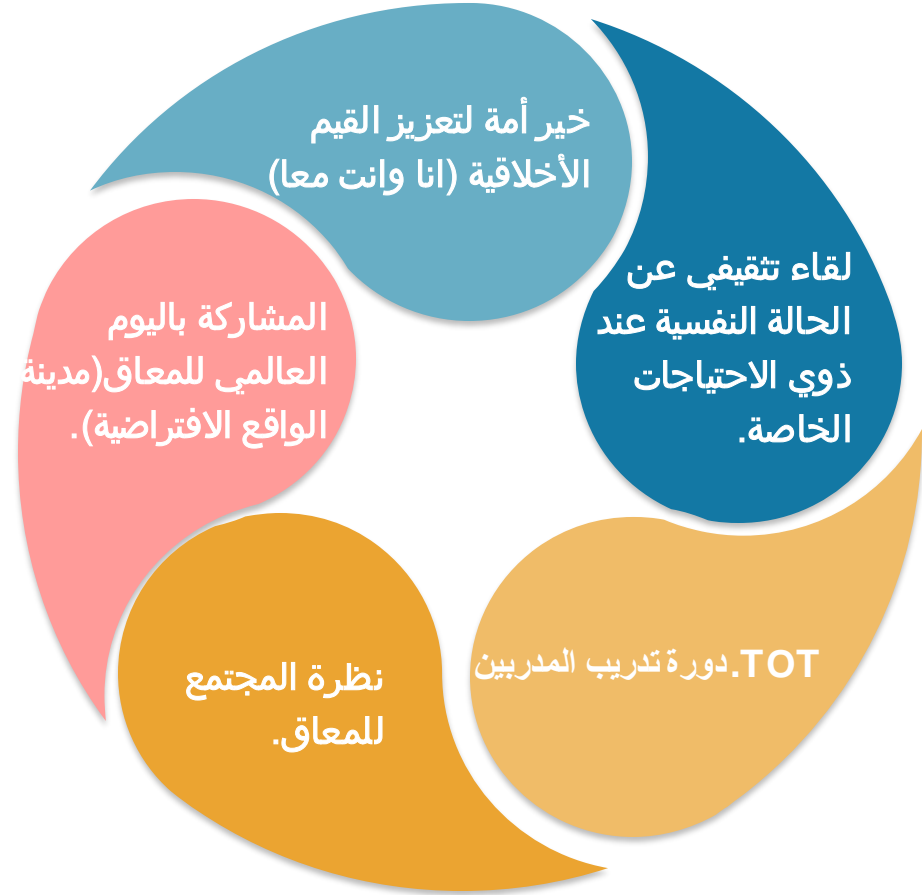 خير أمة لتعزيز القيم
الأخلاقية (انا وانت معا)
لقاء تثقيفي عن
الحالة النفسية عند
ذوي الاحتياجات
الخاصة.
TOT.دورة تدريب المدربين
نظرة المجتمع
للمعاق.
المشاركة باليوم
العالمي للمعاق(مدينة
الواقع الافتراضية).